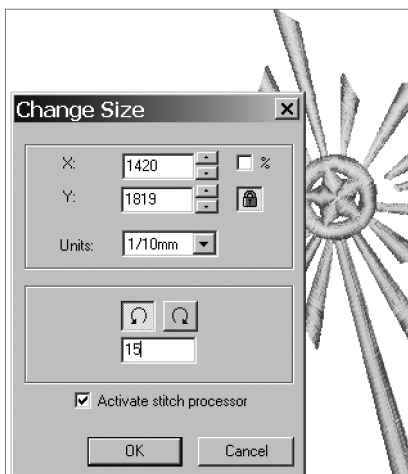 Change Size
X: 1420 %
Y: 1819
Units: 1/10mm
15
Activate stitch processor
OK Cancel